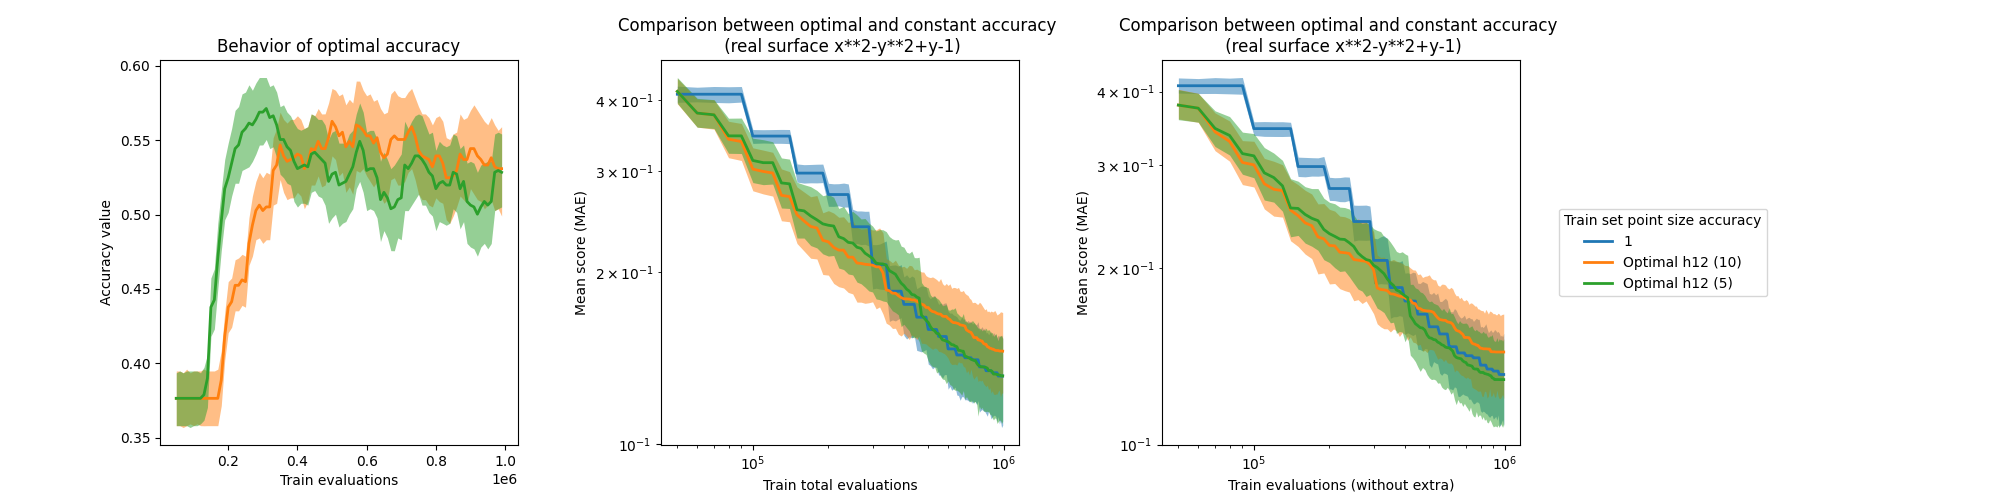 Behavior of optimal accuracy
Accuracy value
0.60
0.55
0.50
0.45
0.40
0.35
0.2
0.4
0.6
0.8
1.0
1e6
Train evaluations
Comparison between optimal and constant accuracy
(real surface x**2-y**2+y-1)
Mean score (MAE)
4 × 10⁻¹
3 × 10⁻¹
2 × 10⁻¹
10⁻¹
10⁵
10⁶
Train total evaluations
Comparison between optimal and constant accuracy
(real surface x**2-y**2+y-1)
Mean score (MAE)
4 × 10⁻¹
3 × 10⁻¹
2 × 10⁻¹
10⁻¹
10⁵
10⁶
Train evaluations (without extra)
Train set point size accuracy
1
Optimal h12 (10)
Optimal h12 (5)